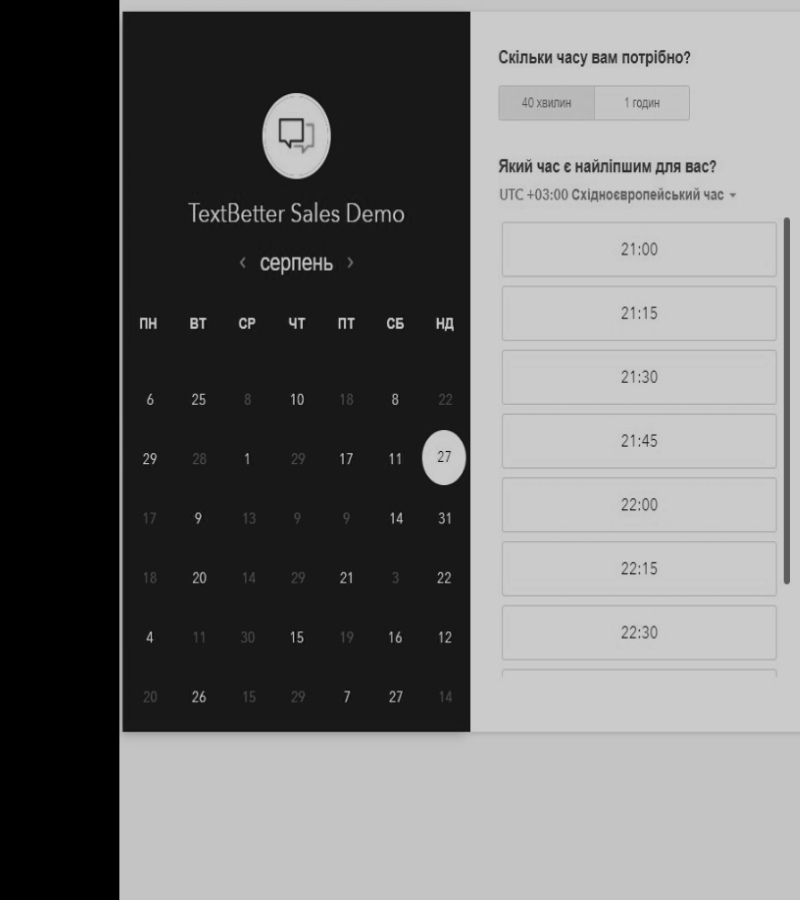 TextBetter Sales Demo
серпень
ПН ВТ СР ЧТ ПТ СБ НД
6 25 8 10 18 8 22
29 28 1 29 17 11 27
17 9 13 9 9 14 31
18 20 14 29 21 3 22
4 11 30 15 19 16 12
20 26 15 29 7 27 14
Скільки часу вам потрібно?
40 хвилин 1 годин
Який час є найліпшим для вас?
UTC +03:00 Східноєвропейський час
21:00
21:15
21:30
21:45
22:00
22:15
22:30